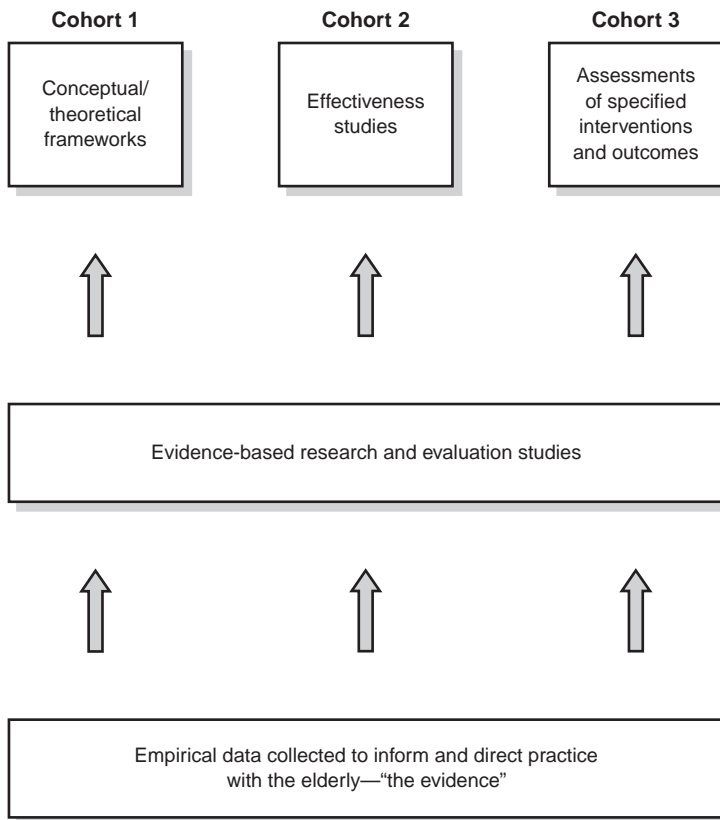 Cohort 1
Cohort 2
Cohort 3
Conceptual/
theoretical
frameworks
Effectiveness
studies
Assessments
of specified
interventions
and outcomes
Evidence-based research and evaluation studies
Empirical data collected to inform and direct practice
with the elderly—“the evidence”